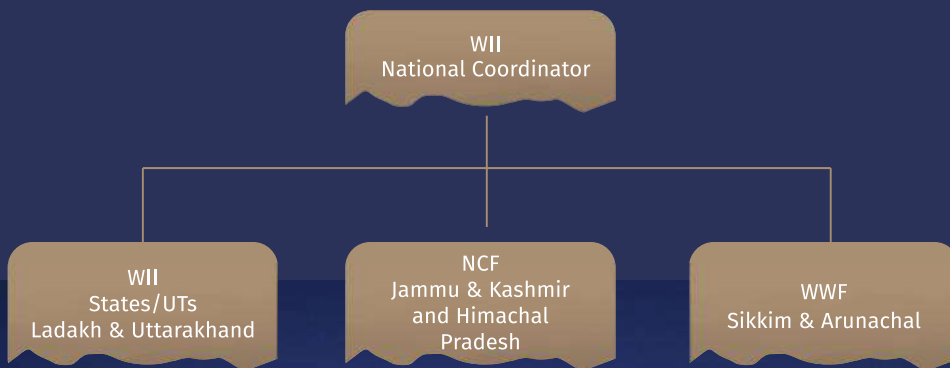 WII
National Coordinator
WII
States/UTs
Ladakh & Uttarakhand
NCF
Jammu & Kashmir
and Himachal
Pradesh
WWF
Sikkim & Arunachal